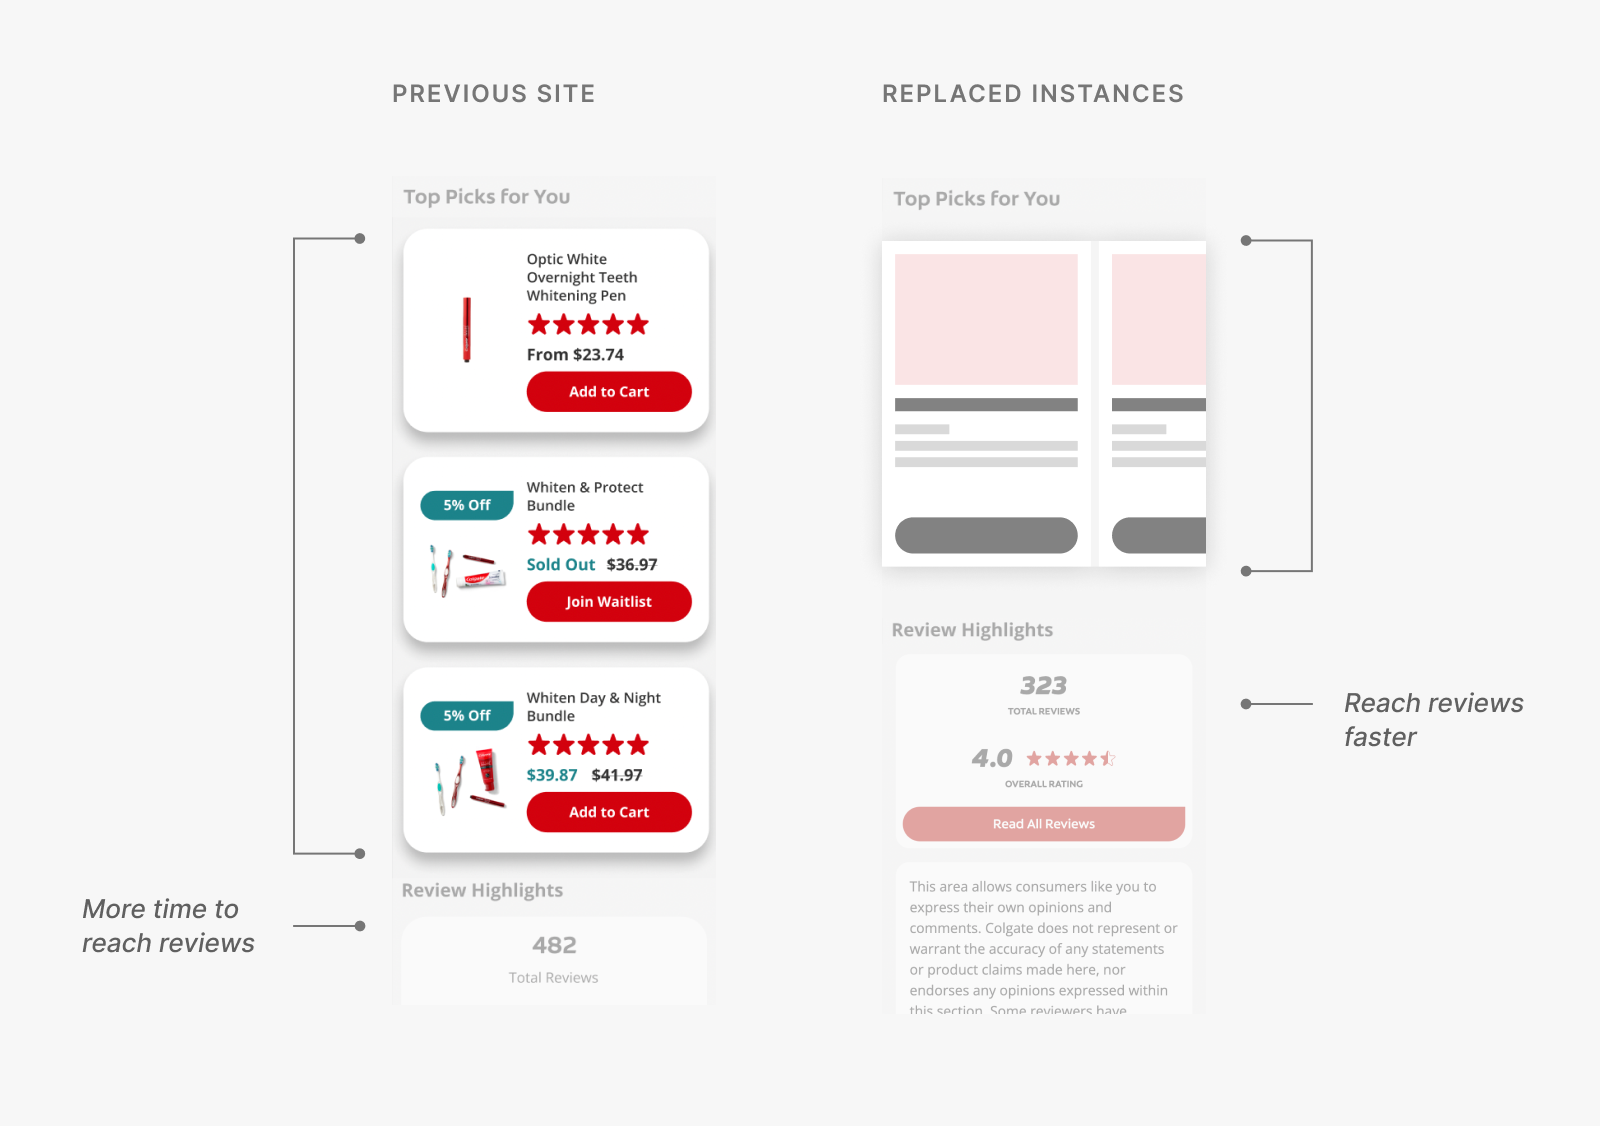 PREVIOUS SITE
REPLACED INSTANCES
Top Picks for You
Optic White
Overnight Teeth
Whitening Pen
From $23.74
Add to Cart
5% Off
Whiten & Protect
Bundle
Sold Out $36.97
Join Waitlist
5% Off
Whiten Day & Night
Bundle
$39.87 $41.97
Add to Cart
Review Highlights
482
Total Reviews
More time to
reach reviews
Top Picks for You
Review Highlights
323
TOTAL REVIEWS
4.0
OVERALL RATING
Read All Reviews
This area allows consumers like you to
express their own opinions and
comments. Colgate does not represent or
warrant the accuracy of any statements
or product claims made here, nor
endorses any opinions expressed within
this section. Some reviewers have
Reach reviews
faster